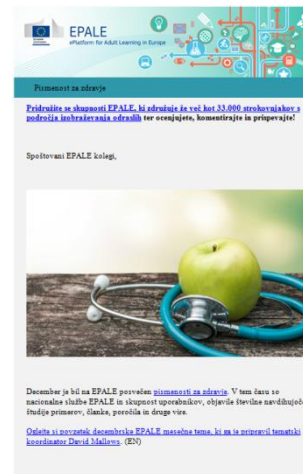 EPALE
ePlatform for Adult Learning in Europe
Pismenost za zdravje
Pridružite se skupnosti EPALE, ki združuje že več kot 33.000 strokovnjakov s
področja izobraževanja odraslih ter ocenjujete, komentirajte in prispevajte!
Spoštovani EPALE kolegi,
December je bil na EPALE posvečen pismenosti za zdravje. V tem času so
nacionalne službe EPALE in skupnost uporabnikov, objavile številne navdihujoče
študije primerov, članke, poročila in druge vire.
Oglejte si povzetek decembrske EPALE mesečne teme, ki ga je pripravil tematski
koordinator David Mallows. (EN)